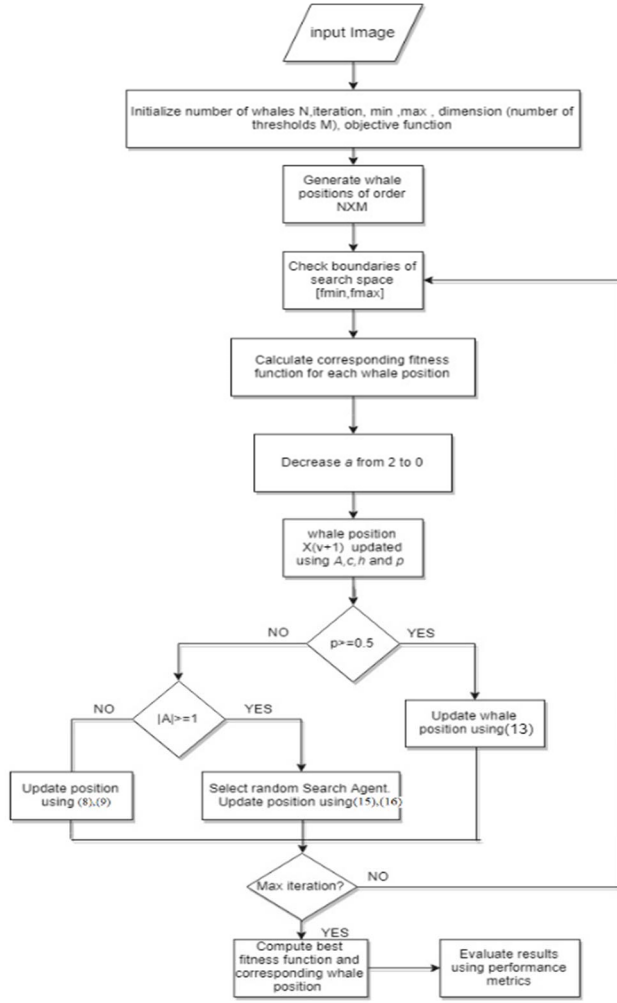 input Image
Initialize number of whales N,iteration, min ,max , dimension (number of
thresholds M), objective function
Generate whale
positions of order
NXM
Check boundaries of
search space
[fmin,fmax]
Calculate corresponding fitness
function for each whale position
Decrease a from 2 to 0
whale position
X(v+1) updated
using A,c,h and p
NO
p>=0.5
YES
NO
|A|>=1
YES
Update whale
position using(13)
Update position
using (8),(9)
Select random Search Agent.
Update position using(15),(16)
Max iteration?
NO
YES
Compute best
fitness function and
corresponding whale
position
Evaluate results
using performance
metrics